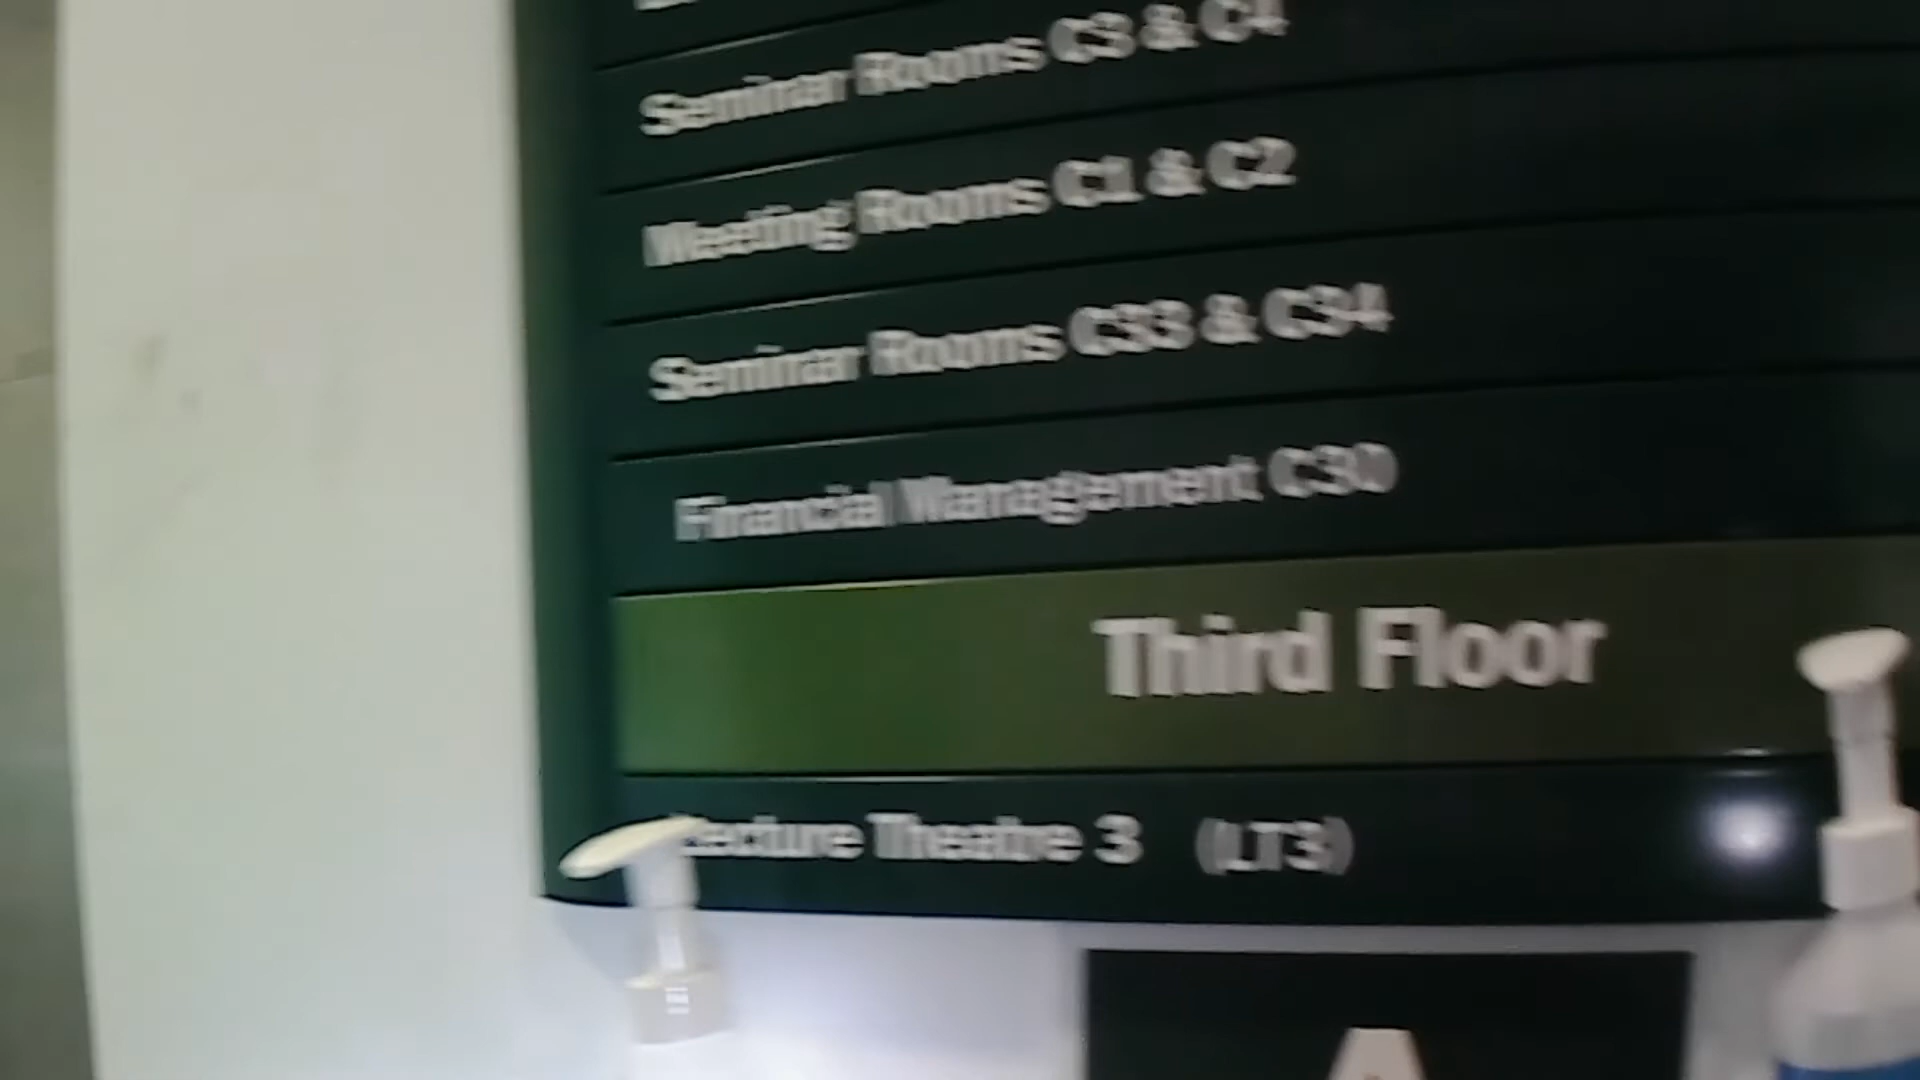 Seminar Rooms C3 & C4
Meeting Rooms C1 & C2
Seminar Rooms C33 & C34
Financial Management C30
Third Floor
Lecture Theatre 3 (LT3)
A